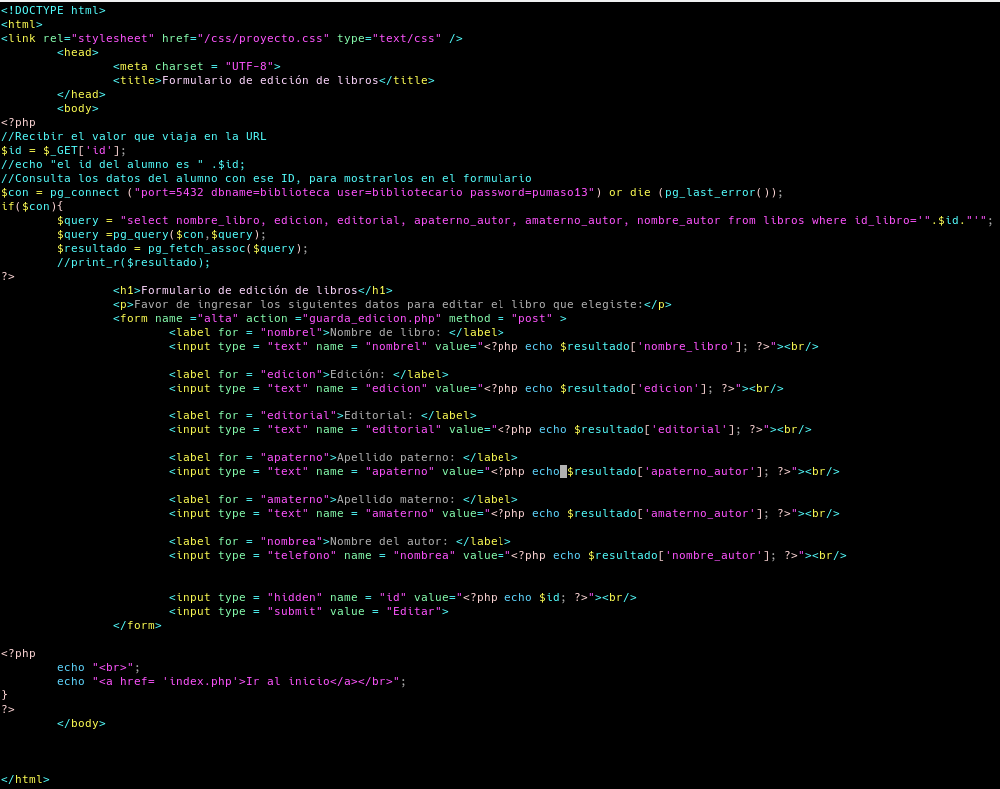 <!DOCTYPE html>
<html>
<link rel="stylesheet" href="/css/proyecto.css" type="text/css" />
        <head>
                <meta charset = "UTF-8">
                <title>Formulario de edición de libros</title>
        </head>
        <body>
<?php
//Recibir el valor que viaja en la URL
$id = $_GET['id'];
//echo "el id del alumno es " .$id;
//Consulta los datos del alumno con ese ID, para mostrarlos en el formulario
$con = pg_connect ("port=5432 dbname=biblioteca user=bibliotecario password=pumaso13") or die (pg_last_error());
if($con){
        $query = "select nombre_libro, edicion, editorial, apaterno_autor, amaterno_autor, nombre_autor from libros where id_libro='".$id."'";
        $query =pg_query($con,$query);
        $resultado = pg_fetch_assoc($query);
        //print_r($resultado);
?>
                <h1>Formulario de edición de libros</h1>
                <p>Favor de ingresar los siguientes datos para editar el libro que elegiste:</p>
                <form name ="alta" action ="guarda_edicion.php" method = "post" >
                        <label for = "nombrel">Nombre de libro: </label>
                        <input type = "text" name = "nombrel" value="<?php echo $resultado['nombre_libro']; ?>"><br/>

                        <label for = "edicion">Edición: </label>
                        <input type = "text" name = "edicion" value="<?php echo $resultado['edicion']; ?>"><br/>

                        <label for = "editorial">Editorial: </label>
                        <input type = "text" name = "editorial" value="<?php echo $resultado['editorial']; ?>"><br/>

                        <label for = "apaterno">Apellido paterno: </label>
                        <input type = "text" name = "apaterno" value="<?php echo $resultado['apaterno_autor']; ?>"><br/>

                        <label for = "amaterno">Apellido materno: </label>
                        <input type = "text" name = "amaterno" value="<?php echo $resultado['amaterno_autor']; ?>"><br/>

                        <label for = "nombrea">Nombre del autor: </label>
                        <input type = "telefono" name = "nombrea" value="<?php echo $resultado['nombre_autor']; ?>"><br/>


                        <input type = "hidden" name = "id" value="<?php echo $id; ?>"><br/>
                        <input type = "submit" value = "Editar">
                </form>

<?php
        echo "<br>";
        echo "<a href= 'index.php'>Ir al inicio</a></br>";
}
?>
        </body>



</html>